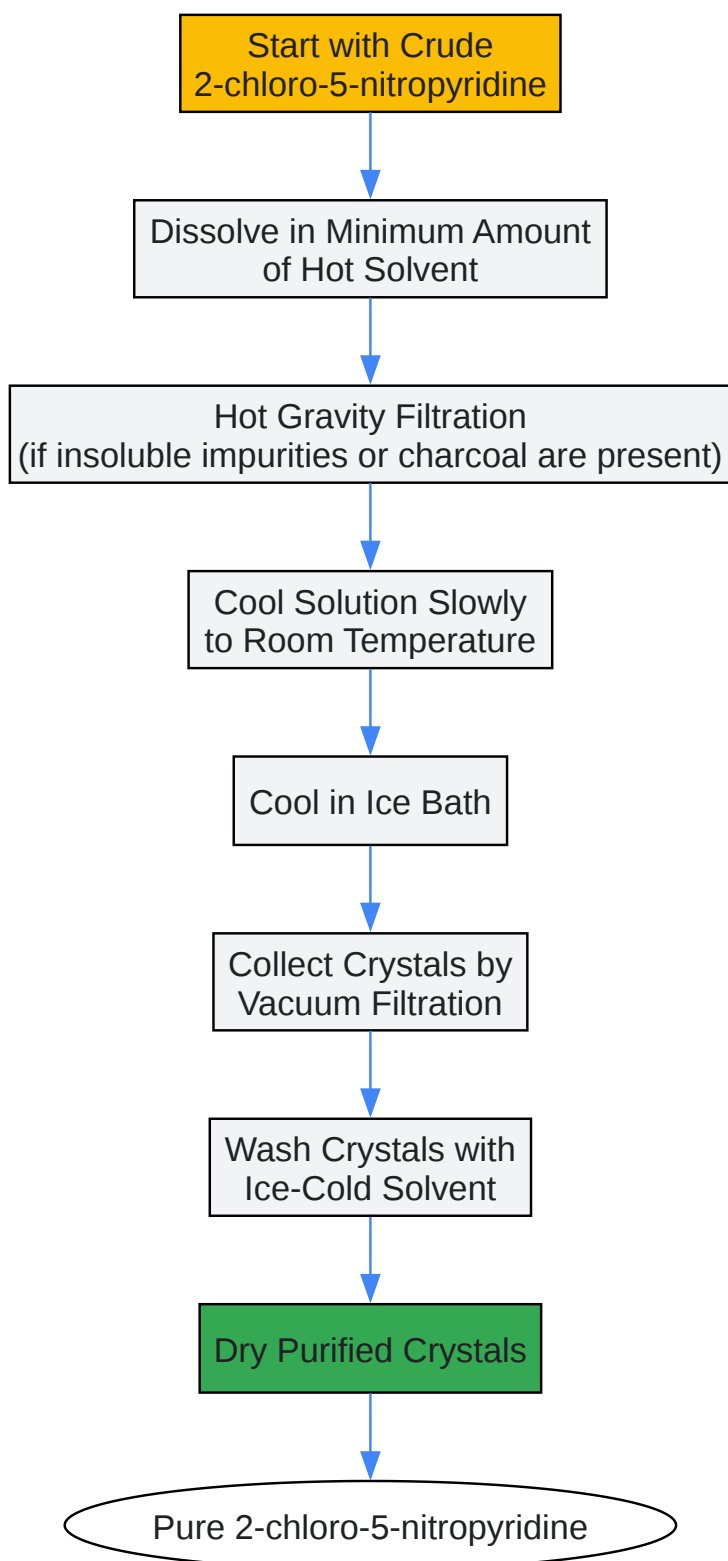 Start with Crude
2-chloro-5-nitropyridine
Dissolve in Minimum Amount
of Hot Solvent
Hot Gravity Filtration
(if insoluble impurities or charcoal are present)
Cool Solution Slowly
to Room Temperature
Cool in Ice Bath
Collect Crystals by
Vacuum Filtration
Wash Crystals with
Ice-Cold Solvent
Dry Purified Crystals
Pure 2-chloro-5-nitropyridine